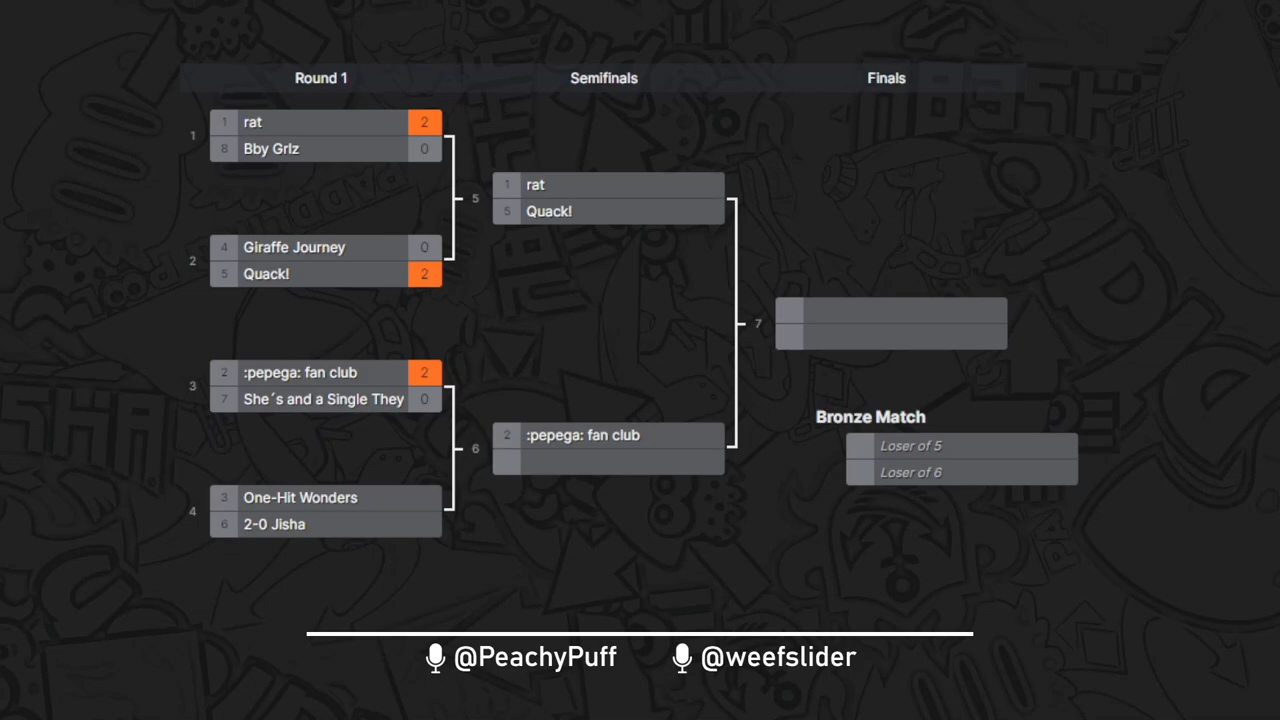 Round 1
Semifinals
Finals
1
1 rat 2
8 Bby Grlz 0
2
4 Giraffe Journey 0
5 Quack! 2
3
2 :pepega: fan club 2
7 She´s and a Single They 0
4
3 One-Hit Wonders
6 2-0 Jisha
5
1 rat
5 Quack!
6
2 :pepega: fan club
7
Bronze Match
Loser of 5
Loser of 6
@PeachyPuff
@weefslider